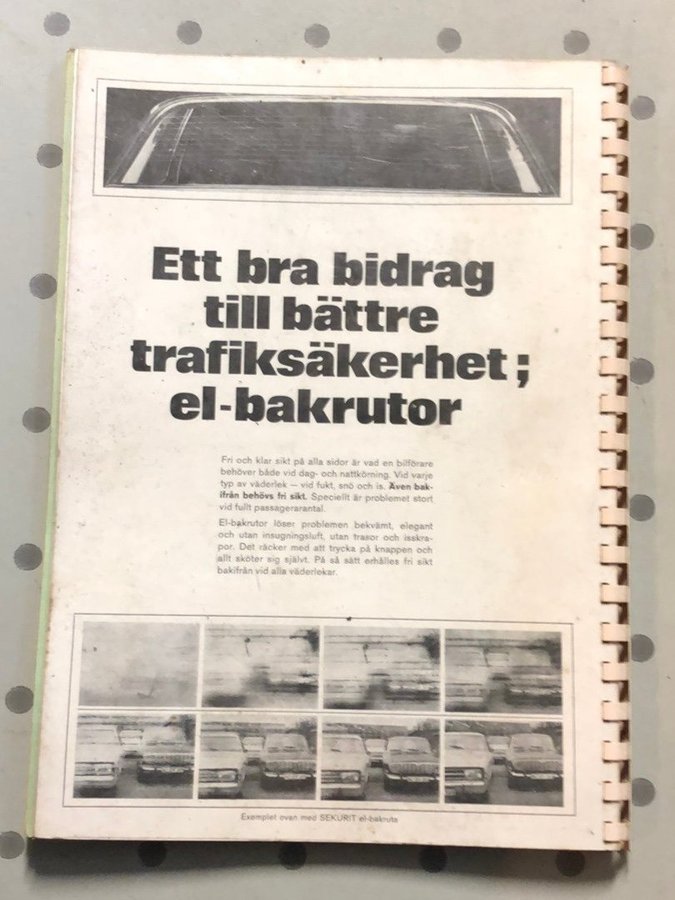 Ett bra bidrag
till bättre
trafiksäkerhet;
el-bakrutor
Fri och klar sikt på alla sidor är vad en bilförare
behöver både vid dag- och nattkörning. Vid varje
typ av väderlek — vid fukt, snö och is. Även bak-
ifrån behövs fri sikt. Speciellt är problemet stort
vid fullt passagerarantal.
El-bakrutor löser problemen bekvämt, elegant
och utan insugningsluft, utan trasor och isskra-
por. Det räcker med att trycka på knappen och
allt sköter sig självt. På så sätt erhålles fri sikt
bakifrån vid alla väderlekar.
Exemplet ovan med SEKURIT el-bakruta